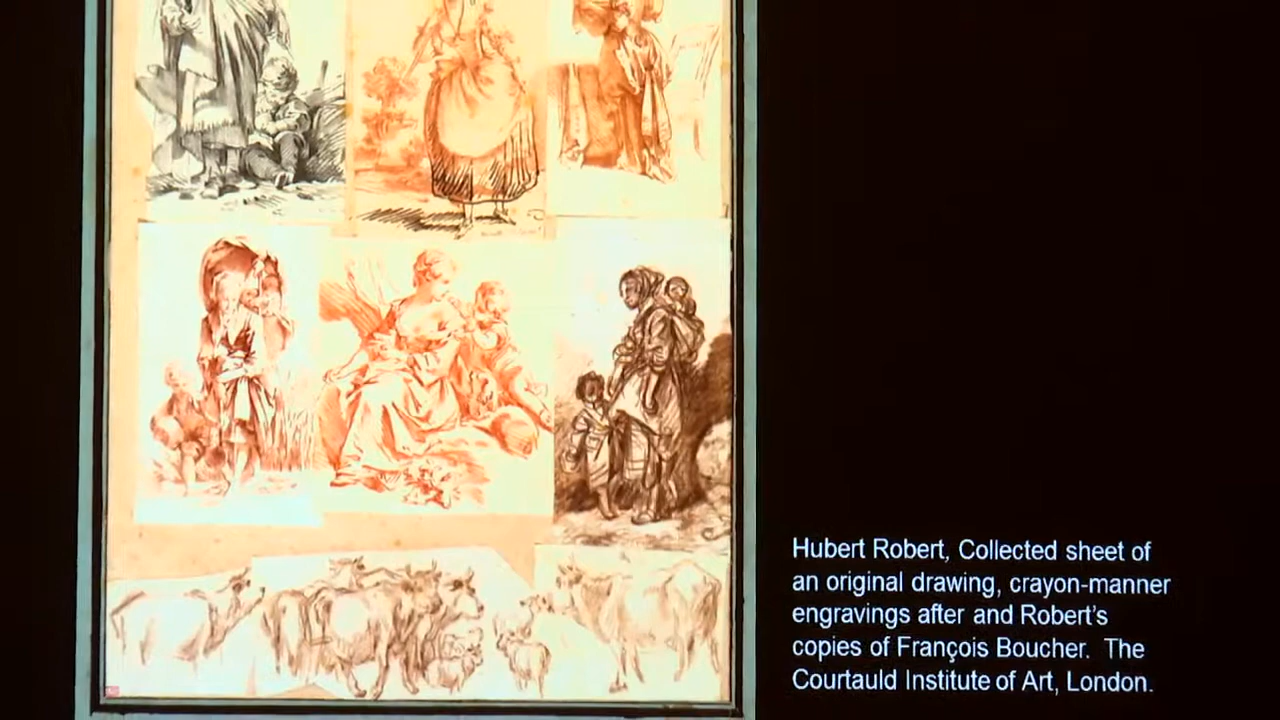 Hubert Robert, Collected sheet of
an original drawing, crayon-manner
engravings after and Robert's
copies of François Boucher.  The
Courtauld Institute of Art, London.